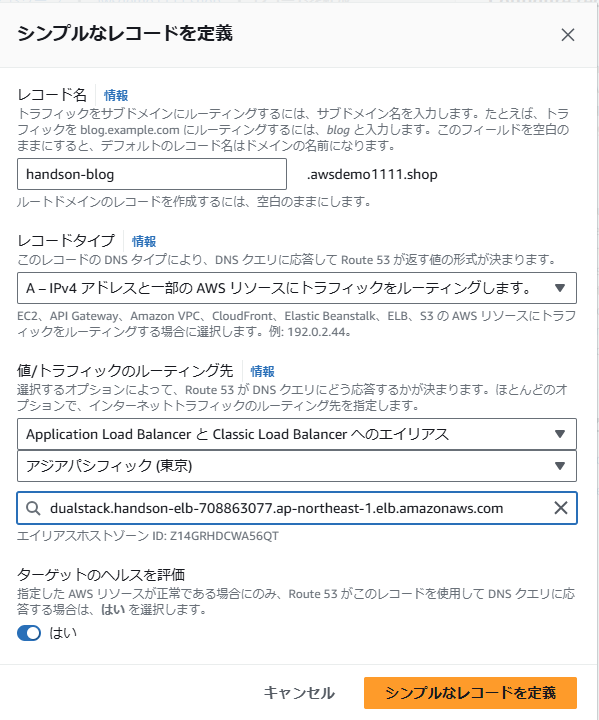 シンプルなレコードを定義
レコード名 情報
トラフィックをサブドメインにルーティングするには、サブドメイン名を入力します。たとえば、トラ
フィックを blog.example.com にルーティングするには、blog と入力します。このフィールドを空白の
ままにすると、デフォルトのレコード名はドメインの名前になります。
handson-blog .awsdemo1111.shop
ルートドメインのレコードを作成するには、空白のままにします。
レコードタイプ 情報
このレコードの DNS タイプにより、DNS クエリに応答して Route 53 が返す値の形式が決まります。
A – IPv4 アドレスと一部の AWS リソースにトラフィックをルーティングします。
EC2、API Gateway、Amazon VPC、CloudFront、Elastic Beanstalk、ELB、S3 の AWS リソースにトラフ
ィックをルーティングする場合に選択します。例: 192.0.2.44。
値/トラフィックのルーティング先 情報
選択するオプションによって、Route 53 が DNS クエリにどう応答するかが決まります。ほとんどのオ
プションで、インターネットトラフィックのルーティング先を指定します。
Application Load Balancer と Classic Load Balancer へのエイリアス
アジアパシフィック (東京)
dualstack.handson-elb-708863077.ap-northeast-1.elb.amazonaws.com
エイリアスホストゾーン ID: Z14GRHDCWA56QT
ターゲットのヘルスを評価
指定した AWS リソースが正常である場合にのみ、Route 53 がこのレコードを使用して DNS クエリに応
答する場合は、はい を選択します。
はい
キャンセル シンプルなレコードを定義